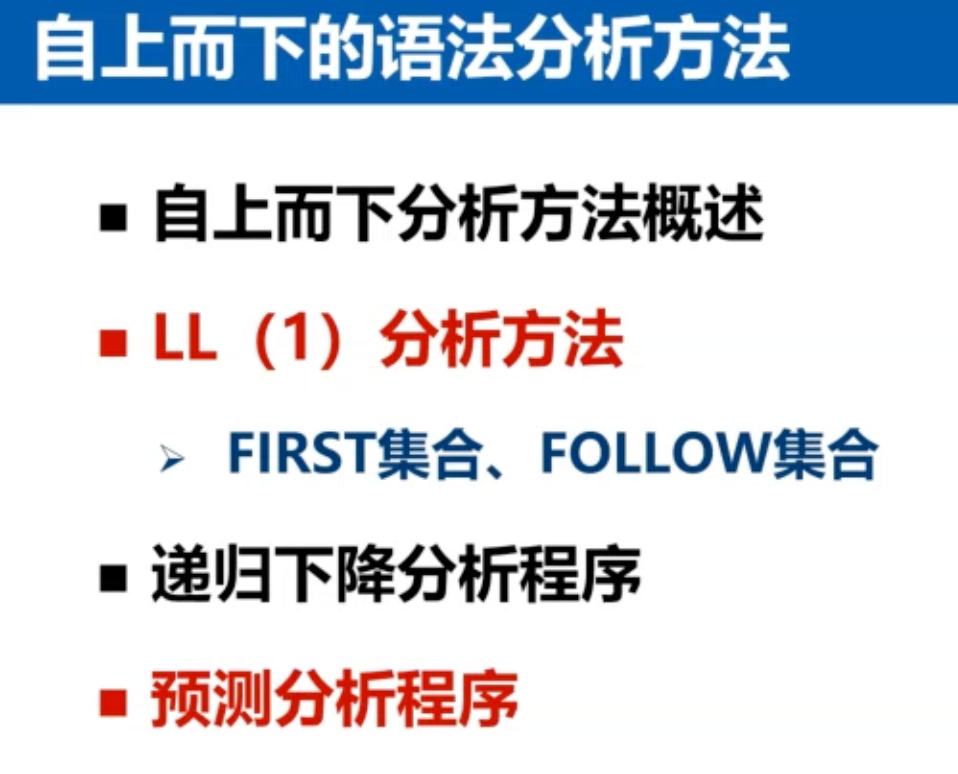 自上而下的语法分析方法
■ 自上而下分析方法概述
■ LL（1）分析方法
➢ FIRST集合、FOLLOW集合
■ 递归下降分析程序
■ 预测分析程序